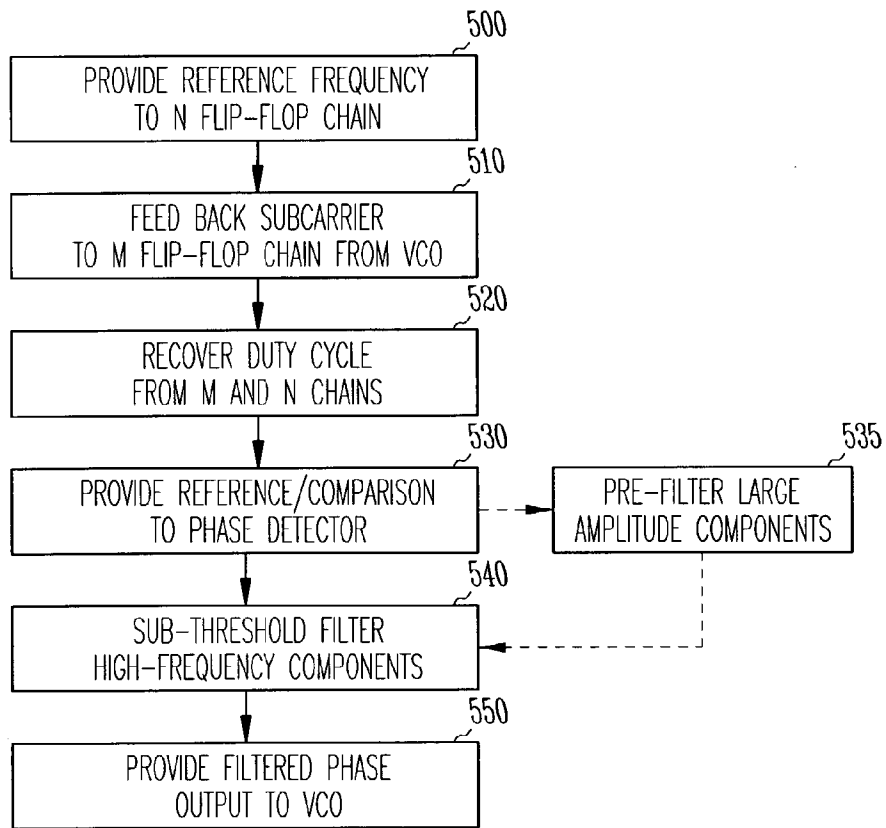 500
PROVIDE REFERENCE FREQUENCY
TO N FLIP-FLOP CHAIN
510
FEED BACK SUBCARRIER
TO M FLIP-FLOP CHAIN FROM VCO
520
RECOVER DUTY CYCLE
FROM M AND N CHAINS
530
PROVIDE REFERENCE/COMPARISON
TO PHASE DETECTOR
535
PRE-FILTER LARGE
AMPLITUDE COMPONENTS
540
SUB-THRESHOLD FILTER
HIGH-FREQUENCY COMPONENTS
550
PROVIDE FILTERED PHASE
OUTPUT TO VCO